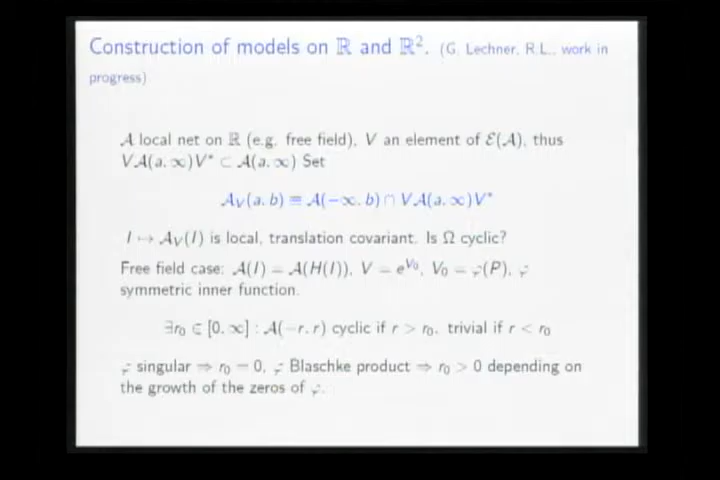 Construction of models on ℝ and ℝ². (G. Lechner, R.L., work in
progress)
A local net on ℝ (e.g. free field), V an element of ℰ(A), thus
VA(a, ∞)V* ⊂ A(a, ∞) Set
A_V(a, b) ≡ A(−∞, b) ∩ VA(a, ∞)V*
I ↦ A_V(I) is local, translation covariant. Is Ω cyclic?
Free field case: A(I) = A(H(I)), V = e^{V₀}, V₀ = φ(P), φ
symmetric inner function.
∃r₀ ∈ [0, ∞] : A(−r, r) cyclic if r > r₀, trivial if r < r₀
φ singular ⇒ r₀ = 0, φ Blaschke product ⇒ r₀ > 0 depending on
the growth of the zeros of φ.